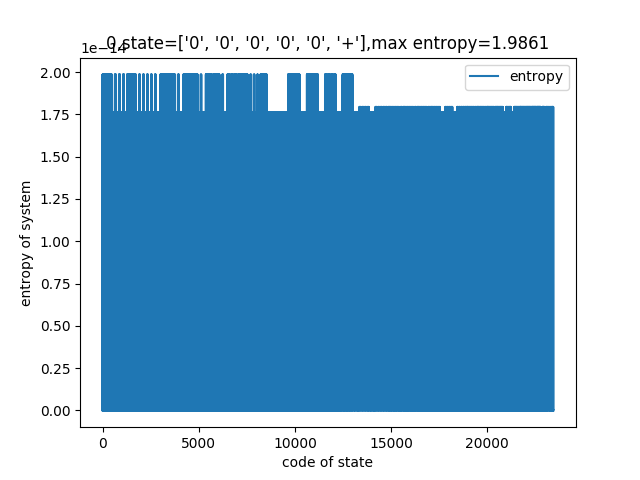 0,state=['0', '0', '0', '0', '0', '+'],max entropy=1.9861
1e−14
entropy
2.00
1.75
1.50
1.25
1.00
0.75
0.50
0.25
0.00
entropy of system
0
5000
10000
15000
20000
code of state